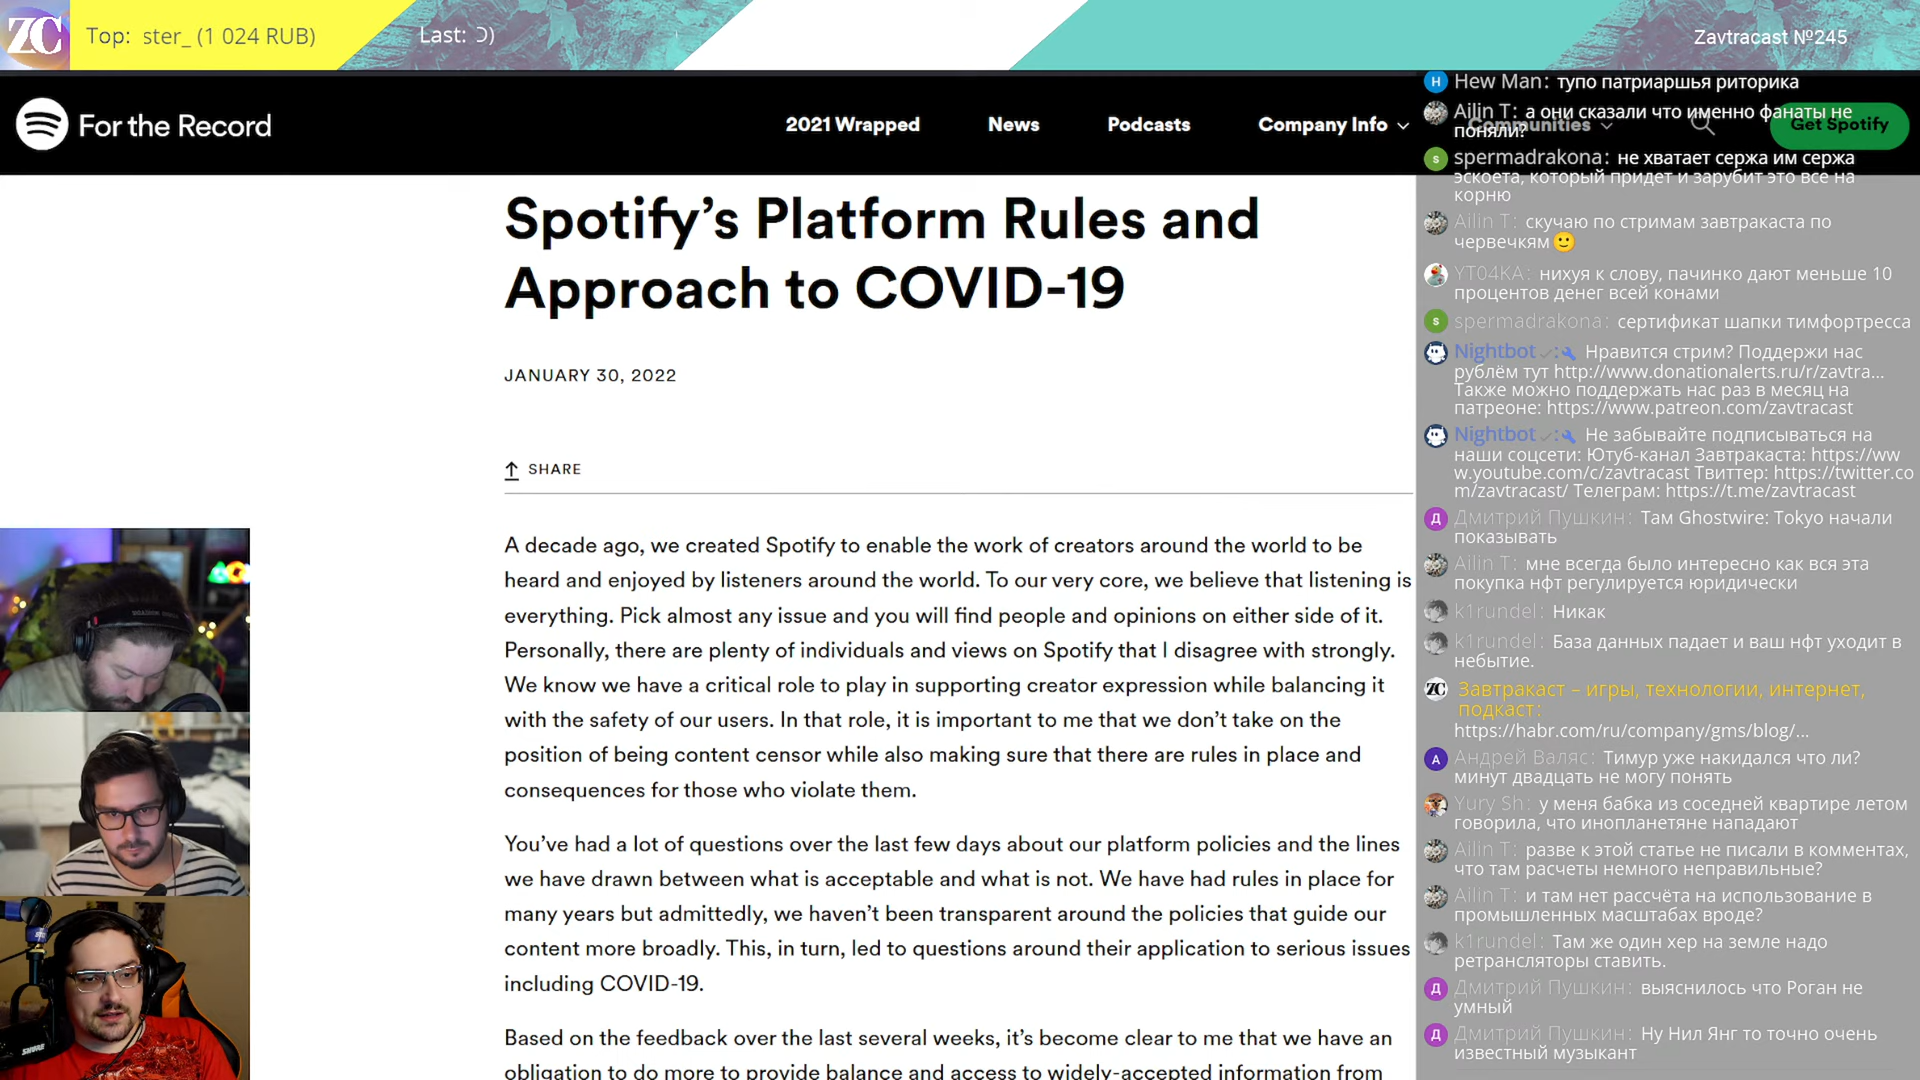 ZC
Top: ster_ (1 024 RUB)
Last: Ɔ)
Zavtracast №245
For the Record
2021 Wrapped
News
Podcasts
Company Info
Communities
Get Spotify
Spotify’s Platform Rules and
Approach to COVID-19
JANUARY 30, 2022
SHARE
A decade ago, we created Spotify to enable the work of creators around the world to be
heard and enjoyed by listeners around the world. To our very core, we believe that listening is
everything. Pick almost any issue and you will find people and opinions on either side of it.
Personally, there are plenty of individuals and views on Spotify that I disagree with strongly.
We know we have a critical role to play in supporting creator expression while balancing it
with the safety of our users. In that role, it is important to me that we don’t take on the
position of being content censor while also making sure that there are rules in place and
consequences for those who violate them.
You’ve had a lot of questions over the last few days about our platform policies and the lines
we have drawn between what is acceptable and what is not. We have had rules in place for
many years but admittedly, we haven’t been transparent around the policies that guide our
content more broadly. This, in turn, led to questions around their application to serious issues
including COVID-19.
Based on the feedback over the last several weeks, it’s become clear to me that we have an
obligation to do more to provide balance and access to widely-accepted information from
SHURE
H Hew Man: тупо патриаршья риторика
Ailin T: а они сказали что именно фанаты не
поняли?
s spermadrakona: не хватает сержа им сержа
эскоета, который придет и зарубит это все на
корню
Ailin T: скучаю по стримам завтракаста по
червечкям🙂
YT04KA: нихуя к слову, пачинко дают меньше 10
процентов денег всей конами
s spermadrakona: сертификат шапки тимфортресса
Nightbot: Нравится стрим? Поддержи нас
рублём тут http://www.donationalerts.ru/r/zavtra...
Также можно поддержать нас раз в месяц на
патреоне: https://www.patreon.com/zavtracast
Nightbot: Не забывайте подписываться на
наши соцсети: Ютуб-канал Завтракаста: https://ww
w.youtube.com/c/zavtracast Твиттер: https://twitter.co
m/zavtracast/ Телеграм: https://t.me/zavtracast
Д Дмитрий Пушкин: Там Ghostwire: Tokyo начали
показывать
Ailin T: мне всегда было интересно как вся эта
покупка нфт регулируется юридически
k1rundel: Никак
k1rundel: База данных падает и ваш нфт уходит в
небытие.
ZC Завтракаст – игры, технологии, интернет,
подкаст:
https://habr.com/ru/company/gms/blog/...
А Андрей Валяс: Тимур уже накидался что ли?
минут двадцать не могу понять
Yury Sh: у меня бабка из соседней квартире летом
говорила, что инопланетяне нападают
Ailin T: разве к этой статье не писали в комментах,
что там расчеты немного неправильные?
Ailin T: и там нет рассчёта на использование в
промышленных масштабах вроде?
k1rundel: Там же один хер на земле надо
ретрансляторы ставить.
Д Дмитрий Пушкин: выяснилось что Роган не
умный
Д Дмитрий Пушкин: Ну Нил Янг то точно очень
известный музыкант